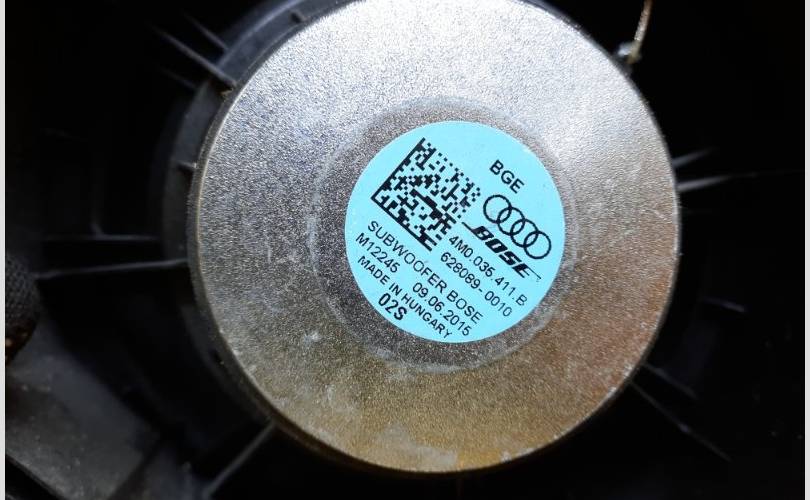 BGE
BOSE
4M0.035.411.B
628089-0010
SUBWOOFER BOSE
M12245 09.06.2015
MADE IN HUNGARY
02S